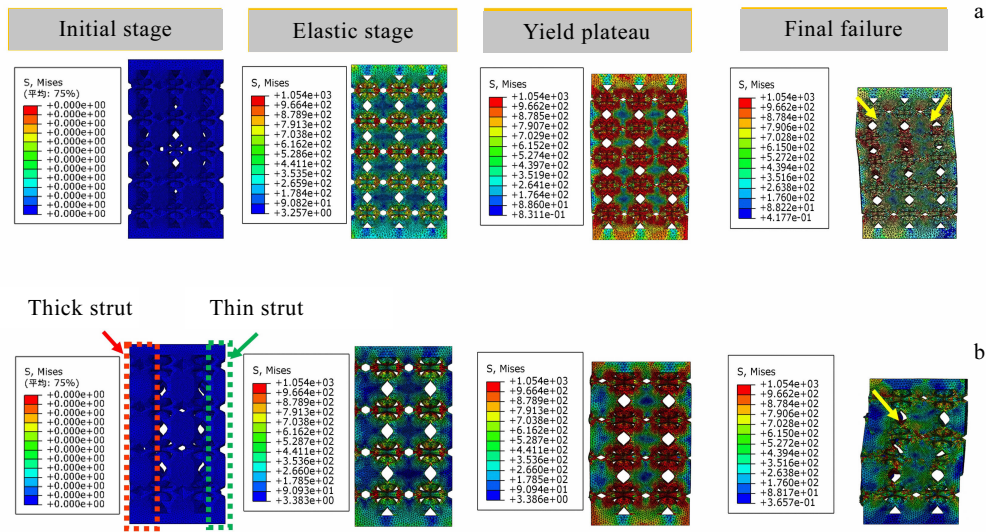 Initial stage
Elastic stage
Yield plateau
Final failure
a
S, Mises
(平均: 75%)
+0.000e+00
+0.000e+00
+0.000e+00
+0.000e+00
+0.000e+00
+0.000e+00
+0.000e+00
+0.000e+00
+0.000e+00
+0.000e+00
+0.000e+00
+0.000e+00
+0.000e+00
S, Mises
+1.054e+03
+9.664e+02
+8.789e+02
+7.913e+02
+7.038e+02
+6.162e+02
+5.286e+02
+4.411e+02
+3.535e+02
+2.659e+02
+1.784e+02
+9.082e+01
+3.257e+00
S, Mises
+1.054e+03
+9.662e+02
+8.785e+02
+7.907e+02
+7.029e+02
+6.152e+02
+5.274e+02
+4.397e+02
+3.519e+02
+2.641e+02
+1.764e+02
+8.860e+01
+8.311e-01
S, Mises
+1.054e+03
+9.662e+02
+8.784e+02
+7.906e+02
+7.028e+02
+6.150e+02
+5.272e+02
+4.394e+02
+3.516e+02
+2.638e+02
+1.760e+02
+8.822e+01
+4.177e-01
Thick strut
Thin strut
b
S, Mises
(平均: 75%)
+0.000e+00
+0.000e+00
+0.000e+00
+0.000e+00
+0.000e+00
+0.000e+00
+0.000e+00
+0.000e+00
+0.000e+00
+0.000e+00
+0.000e+00
+0.000e+00
+0.000e+00
S, Mises
+1.054e+03
+9.664e+02
+8.789e+02
+7.913e+02
+7.038e+02
+6.162e+02
+5.287e+02
+4.411e+02
+3.536e+02
+2.660e+02
+1.785e+02
+9.093e+01
+3.383e+00
S, Mises
+1.054e+03
+9.664e+02
+8.789e+02
+7.913e+02
+7.038e+02
+6.162e+02
+5.287e+02
+4.411e+02
+3.536e+02
+2.660e+02
+1.785e+02
+9.094e+01
+3.386e+00
S, Mises
+1.054e+03
+9.662e+02
+8.784e+02
+7.906e+02
+7.028e+02
+6.150e+02
+5.272e+02
+4.394e+02
+3.516e+02
+2.638e+02
+1.760e+02
+8.817e+01
+3.657e-01